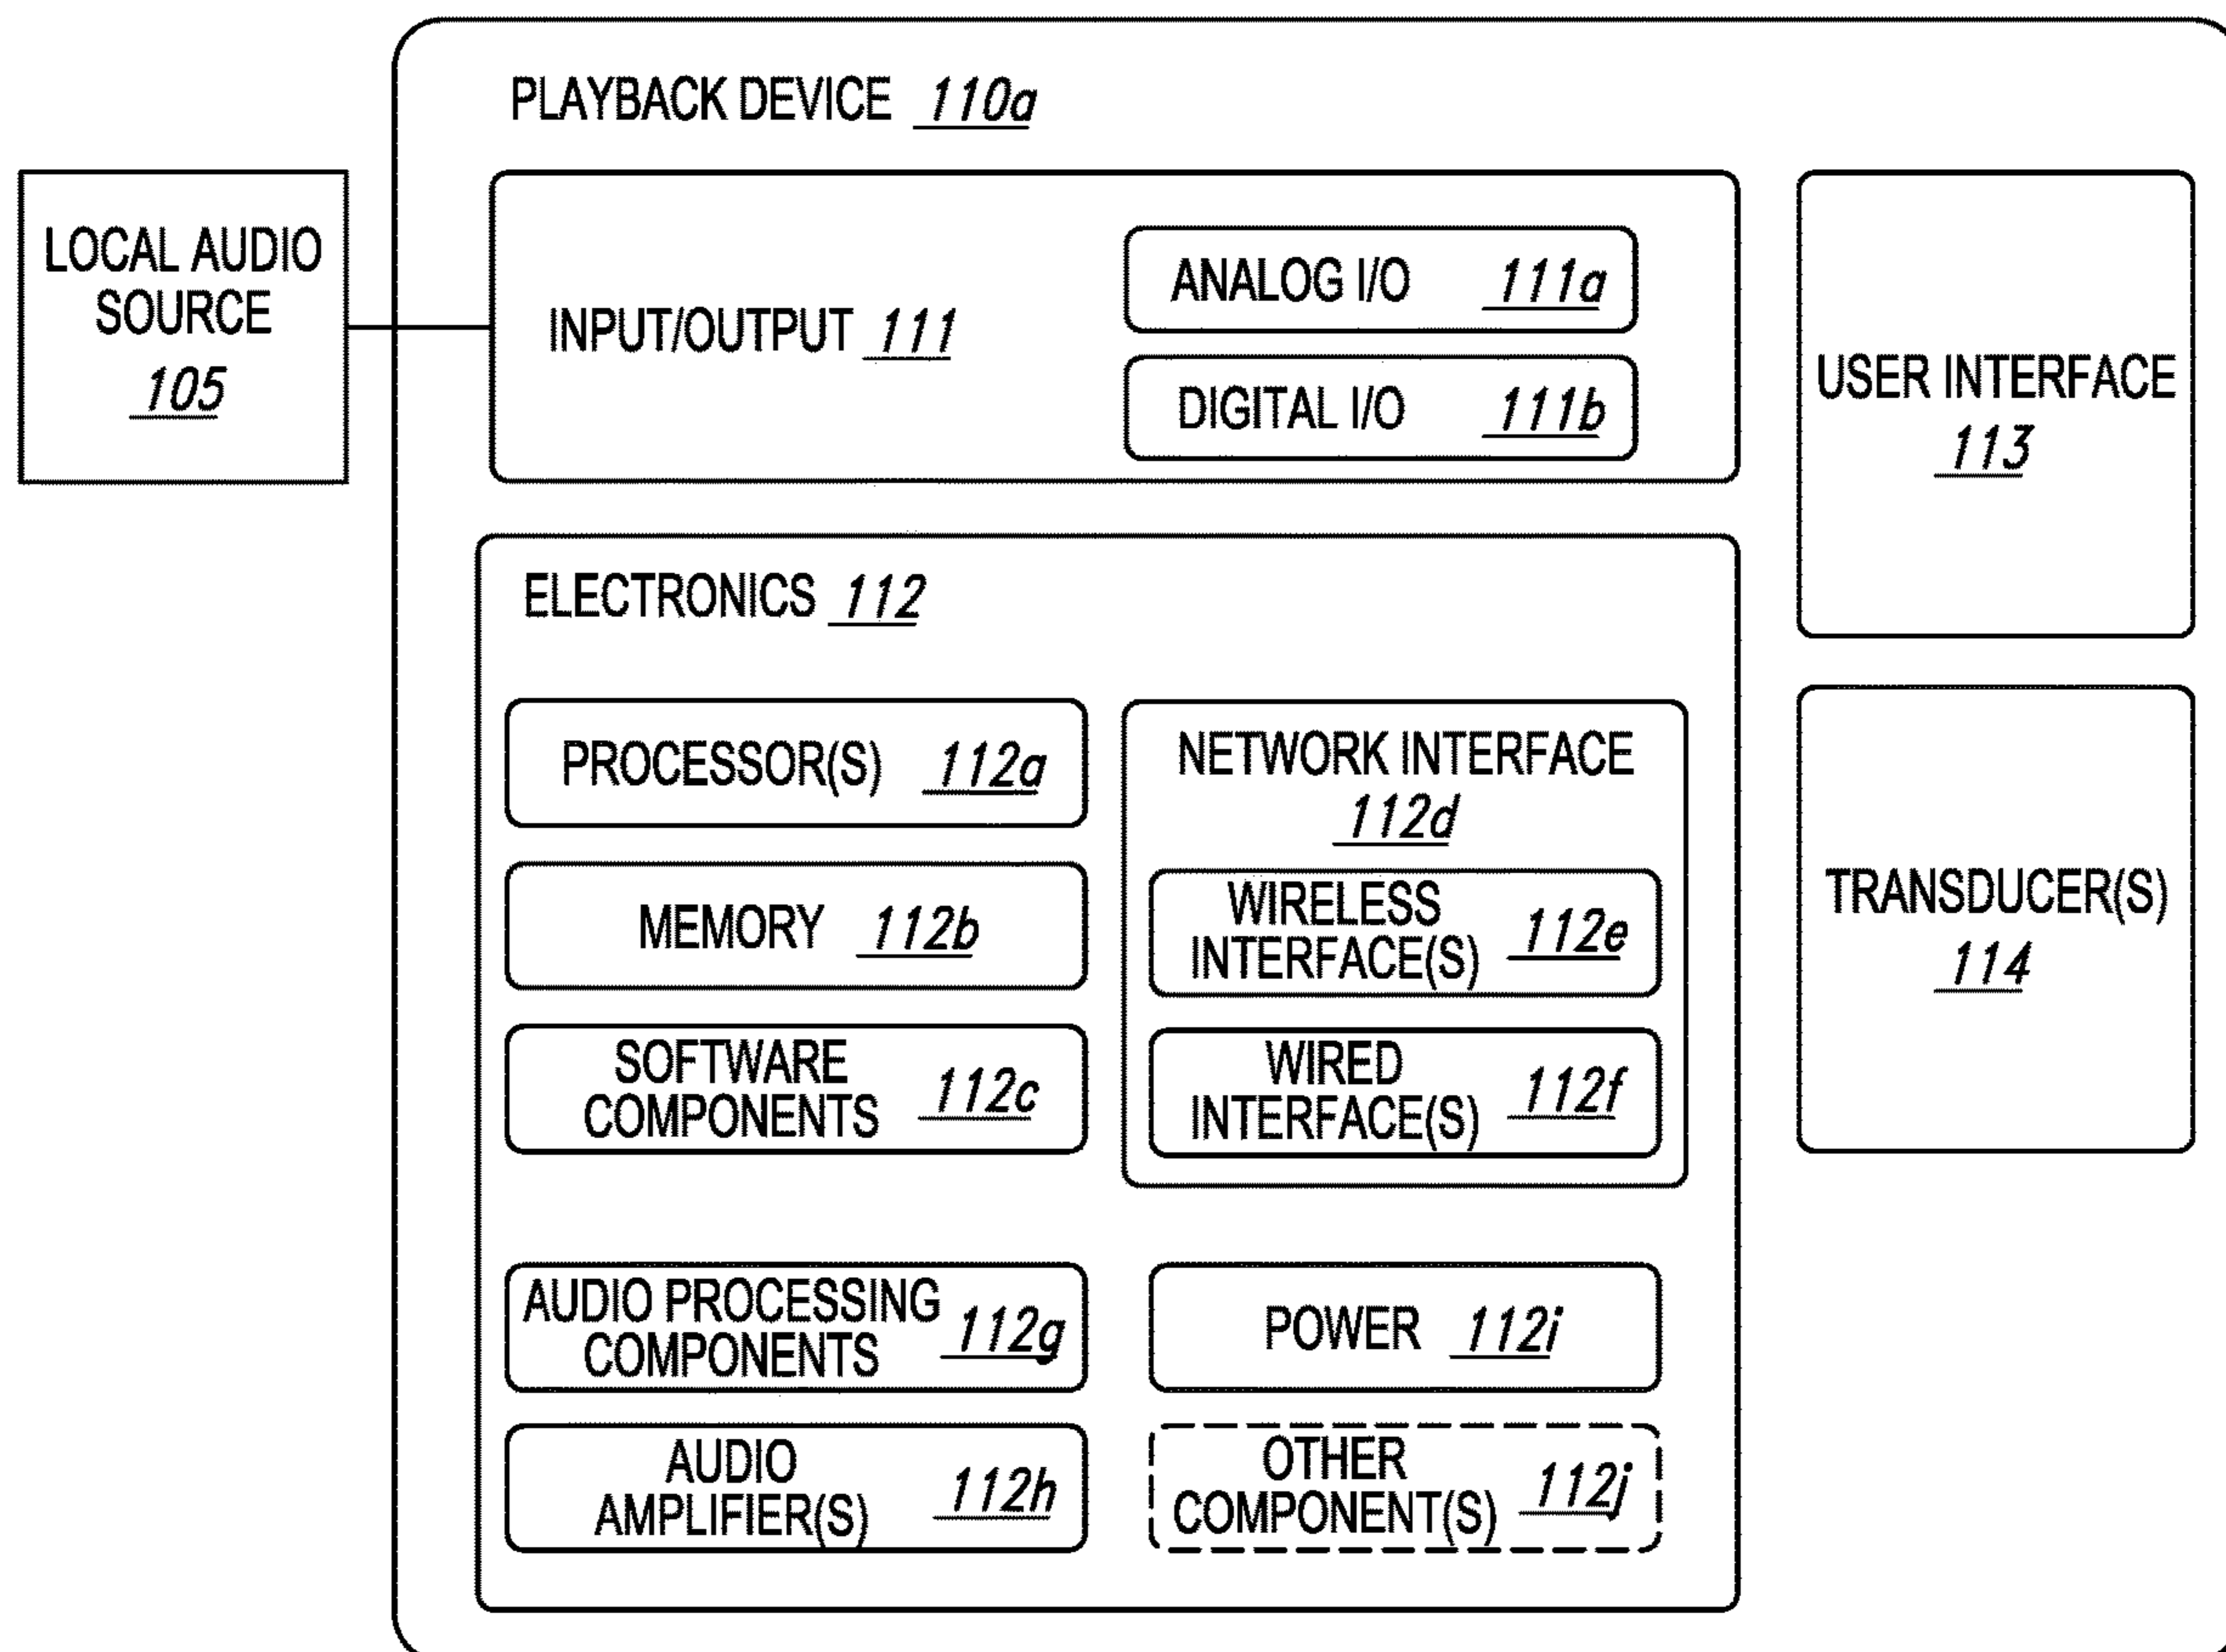 PLAYBACK DEVICE 110a
LOCAL AUDIO
SOURCE
105
INPUT/OUTPUT 111
ANALOG I/O 111a
DIGITAL I/O 111b
USER INTERFACE
113
ELECTRONICS 112
PROCESSOR(S) 112a
MEMORY 112b
SOFTWARE
COMPONENTS 112c
NETWORK INTERFACE
112d
WIRELESS
INTERFACE(S) 112e
WIRED
INTERFACE(S) 112f
TRANSDUCER(S)
114
AUDIO PROCESSING
COMPONENTS 112g
POWER 112i
AUDIO
AMPLIFIER(S) 112h
OTHER
COMPONENT(S) 112j